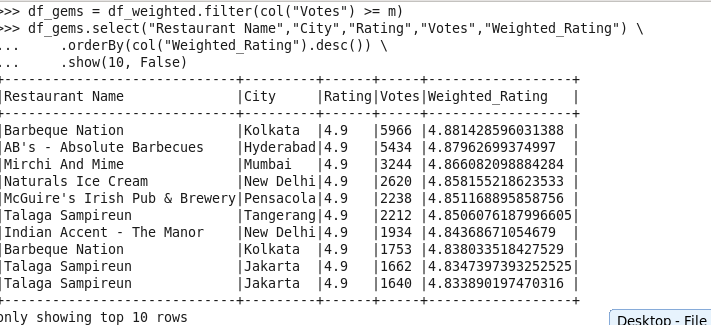 >>> df_gems = df_weighted.filter(col("Votes") >= m)
>>> df_gems.select("Restaurant Name","City","Rating","Votes","Weighted_Rating") \
...     .orderBy(col("Weighted_Rating").desc()) \
...     .show(10, False)
+---------------------------+---------+------+-----+-----------------+
|Restaurant Name            |City     |Rating|Votes|Weighted_Rating  |
+---------------------------+---------+------+-----+-----------------+
|Barbeque Nation            |Kolkata  |4.9   |5966 |4.881428596031388 |
|AB's - Absolute Barbecues  |Hyderabad|4.9   |5434 |4.87962699374997  |
|Mirchi And Mime            |Mumbai   |4.9   |3244 |4.866082098884284 |
|Naturals Ice Cream         |New Delhi|4.9   |2620 |4.858155218623533 |
|McGuire's Irish Pub & Brewery|Pensacola|4.9   |2238 |4.851168895858756 |
|Talaga Sampireun           |Tangerang|4.9   |2212 |4.8506076187996605|
|Indian Accent - The Manor  |New Delhi|4.9   |1934 |4.84368671054679  |
|Barbeque Nation            |Kolkata  |4.9   |1753 |4.838033518427529 |
|Talaga Sampireun           |Jakarta  |4.9   |1662 |4.8347397393252525|
|Talaga Sampireun           |Jakarta  |4.9   |1640 |4.833890197470316 |
+---------------------------+---------+------+-----+-----------------+
only showing top 10 rows
Desktop - File